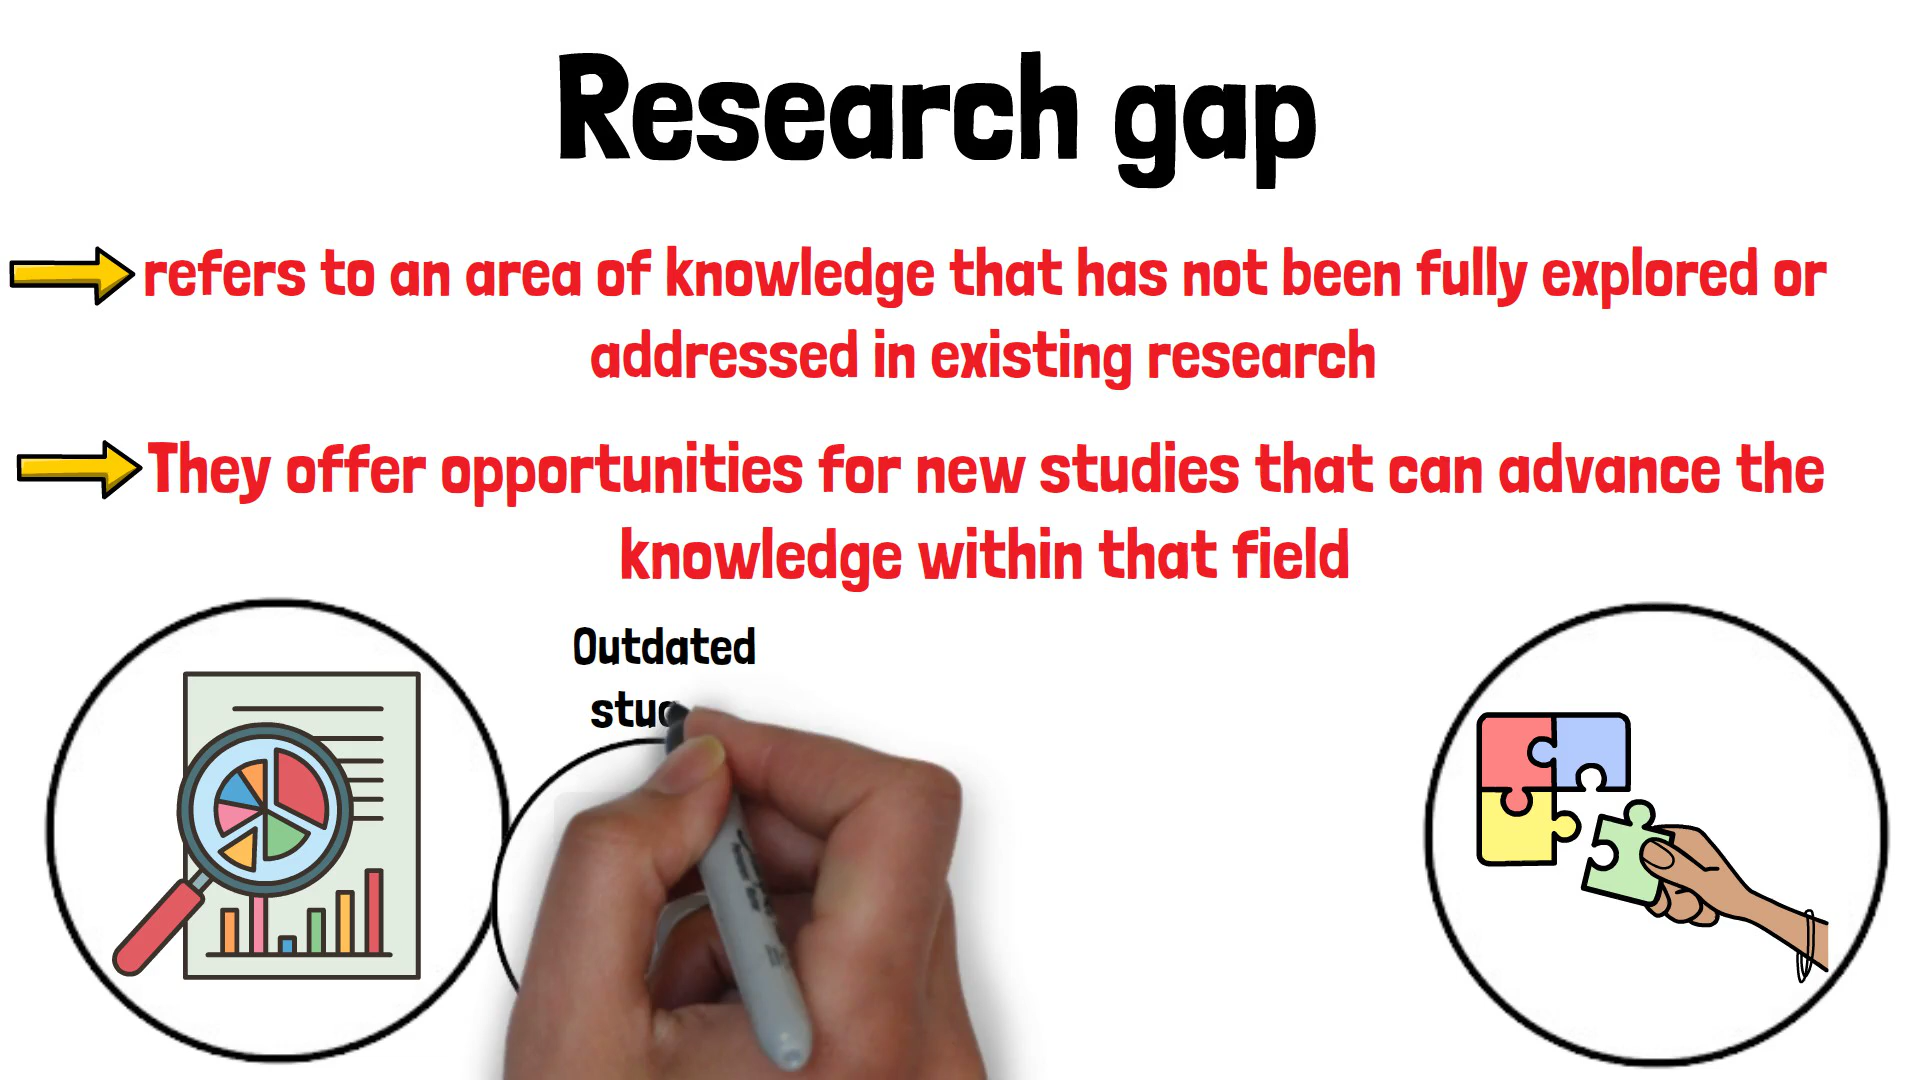 Research gap
refers to an area of knowledge that has not been fully explored or
addressed in existing research
They offer opportunities for new studies that can advance the
knowledge within that field
Outdated